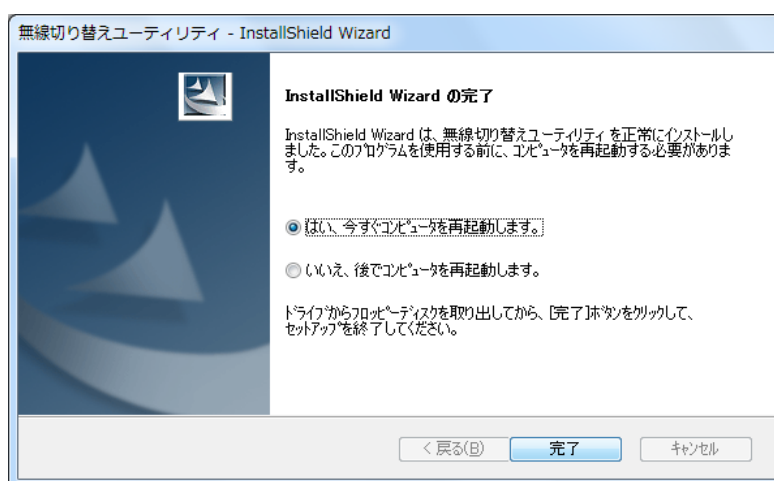 無線切り替えユーティリティ - InstallShield Wizard
InstallShield Wizard の完了
InstallShield Wizard は、無線切り替えユーティリティ を正常にインストールし
ました。このプログラムを使用する前に、コンピュータを再起動する必要がありま
す。
はい、今すぐコンピュータを再起動します。
いいえ、後でコンピュータを再起動します。
ドライブからフロッピーディスクを取り出してから、[完了]ボタンをクリックして、
セットアップを終了してください。
< 戻る(B) 完了 キャンセル